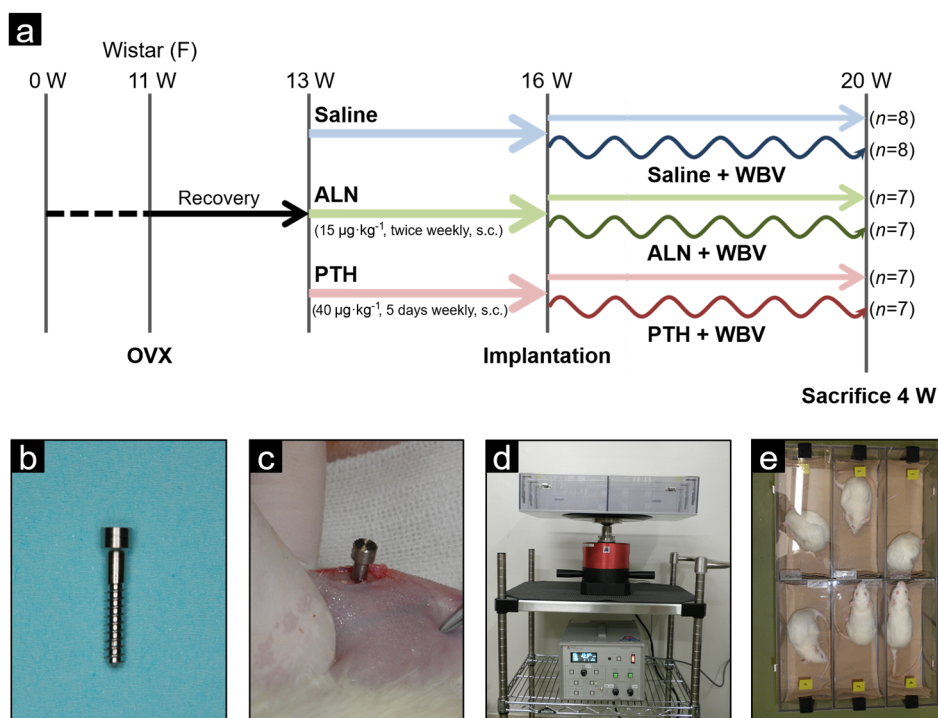 a
Wistar (F)
0 W 11 W 13 W 16 W 20 W
Saline
(n=8)
(n=8)
Saline + WBV
Recovery
ALN
(15 µg·kg⁻¹, twice weekly, s.c.)
(n=7)
(n=7)
ALN + WBV
PTH
(40 µg·kg⁻¹, 5 days weekly, s.c.)
(n=7)
(n=7)
PTH + WBV
OVX
Implantation
Sacrifice 4 W
b
c
d
e